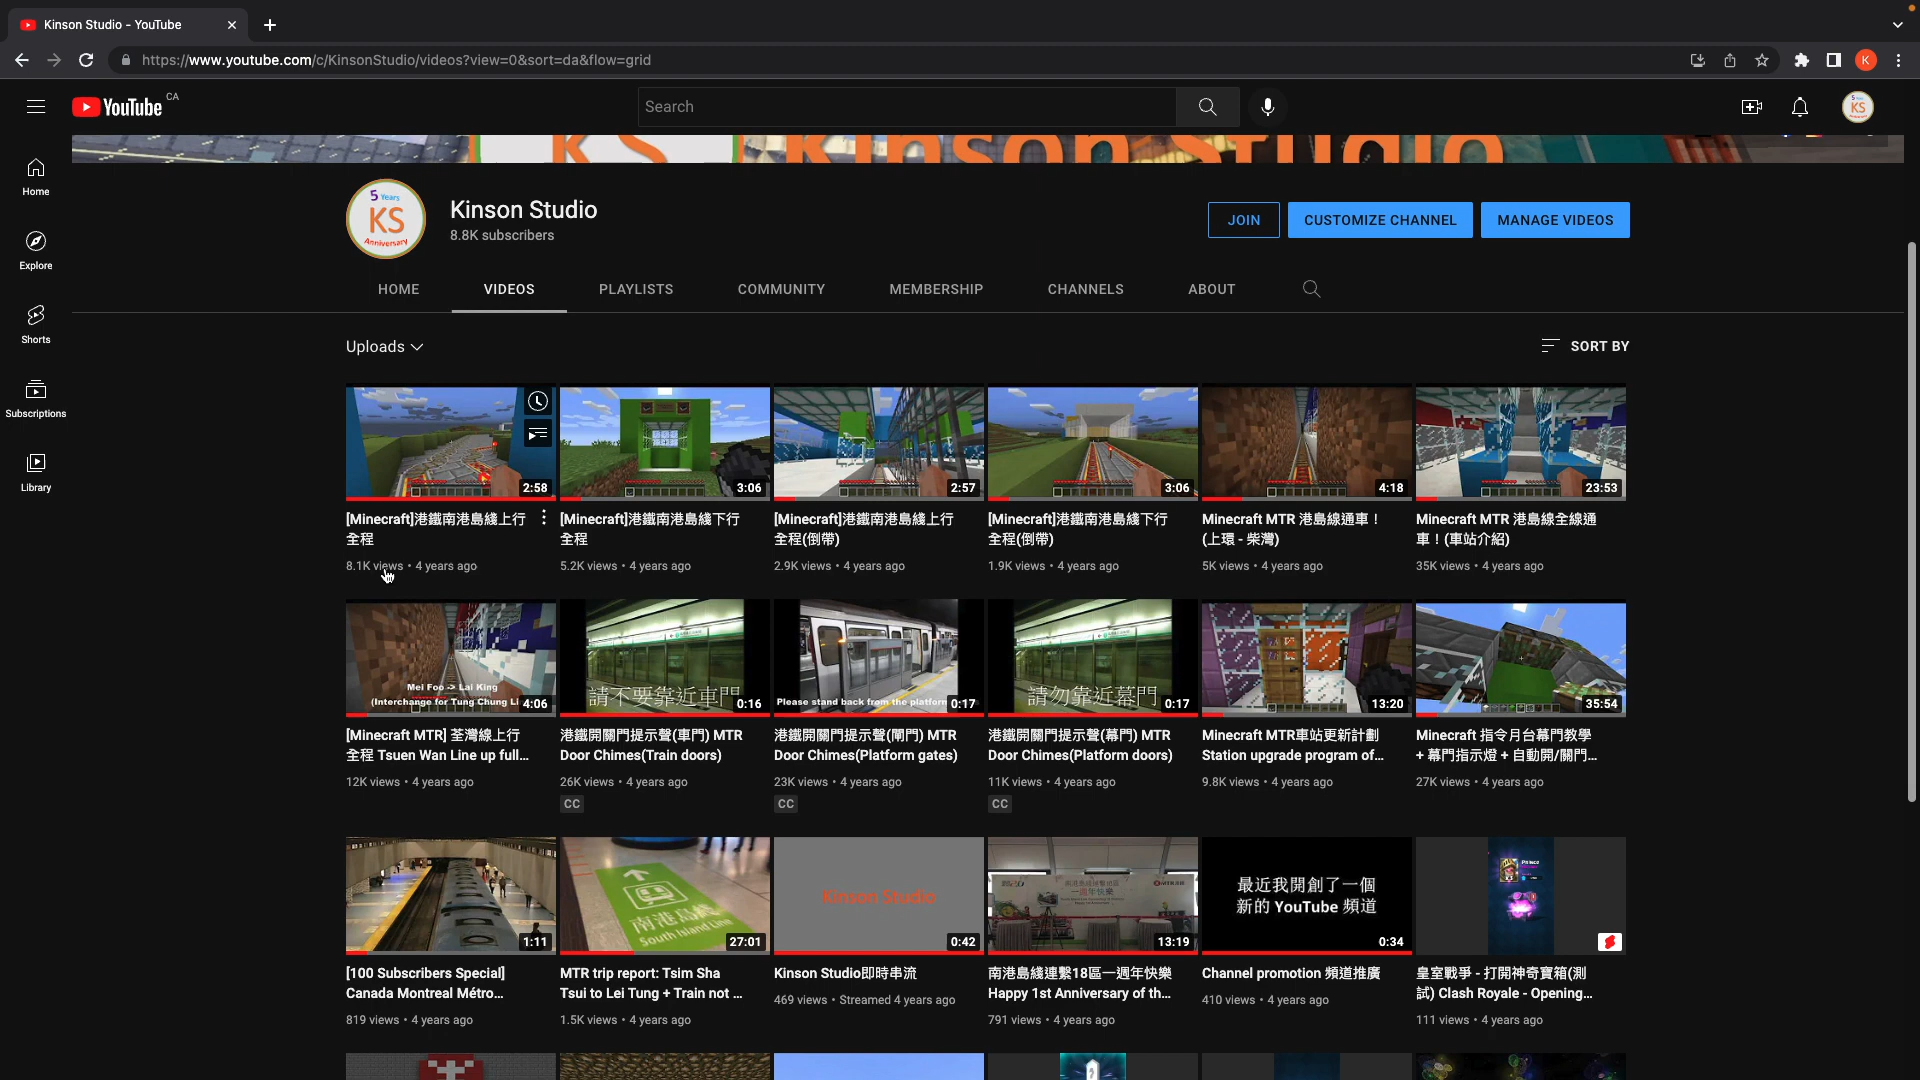 Kinson Studio - YouTube
https://www.youtube.com/c/KinsonStudio/videos?view=0&sort=da&flow=grid
K
YouTube CA
Search
KS
Home
Explore
Shorts
Subscriptions
Library
KS Kinson Studio
5 Years
KS
Anniversary
Kinson Studio
8.8K subscribers
JOIN
CUSTOMIZE CHANNEL
MANAGE VIDEOS
HOME
VIDEOS
PLAYLISTS
COMMUNITY
MEMBERSHIP
CHANNELS
ABOUT
Uploads
SORT BY
2:58
[Minecraft]港鐵南港島綫上行
全程
8.1K views • 4 years ago
3:06
[Minecraft]港鐵南港島綫下行
全程
5.2K views • 4 years ago
2:57
[Minecraft]港鐵南港島綫上行
全程(倒帶)
2.9K views • 4 years ago
3:06
[Minecraft]港鐵南港島綫下行
全程(倒帶)
1.9K views • 4 years ago
4:18
Minecraft MTR 港島線通車！
(上環 - 柴灣)
5K views • 4 years ago
23:53
Minecraft MTR 港島線全線通
車！(車站介紹)
35K views • 4 years ago
Mei Foo -> Lai King
(Interchange for Tung Chung Li
4:06
[Minecraft MTR] 荃灣線上行
全程 Tsuen Wan Line up full...
12K views • 4 years ago
請不要靠近車門
0:16
港鐵開關門提示聲(車門) MTR
Door Chimes(Train doors)
26K views • 4 years ago
CC
Please stand back from the platform
0:17
港鐵開關門提示聲(閘門) MTR
Door Chimes(Platform gates)
23K views • 4 years ago
CC
請勿靠近幕門
0:17
港鐵開關門提示聲(幕門) MTR
Door Chimes(Platform doors)
11K views • 4 years ago
CC
13:20
Minecraft MTR車站更新計劃
Station upgrade program of...
9.8K views • 4 years ago
35:54
Minecraft 指令月台幕門教學
+ 幕門指示燈 + 自動開/關門...
27K views • 4 years ago
1:11
[100 Subscribers Special]
Canada Montreal Métro...
819 views • 4 years ago
南港島綫
South Island Line
27:01
MTR trip report: Tsim Sha
Tsui to Lei Tung + Train not ...
1.5K views • 4 years ago
Kinson Studio
0:42
Kinson Studio即時串流
469 views • Streamed 4 years ago
一週年快樂
13:19
南港島綫連繫18區一週年快樂
Happy 1st Anniversary of th...
791 views • 4 years ago
最近我開創了一個
新的 YouTube 頻道
0:34
Channel promotion 頻道推廣
410 views • 4 years ago
Prince
皇室戰爭 - 打開神奇寶箱(測
試) Clash Royale - Opening...
111 views • 4 years ago